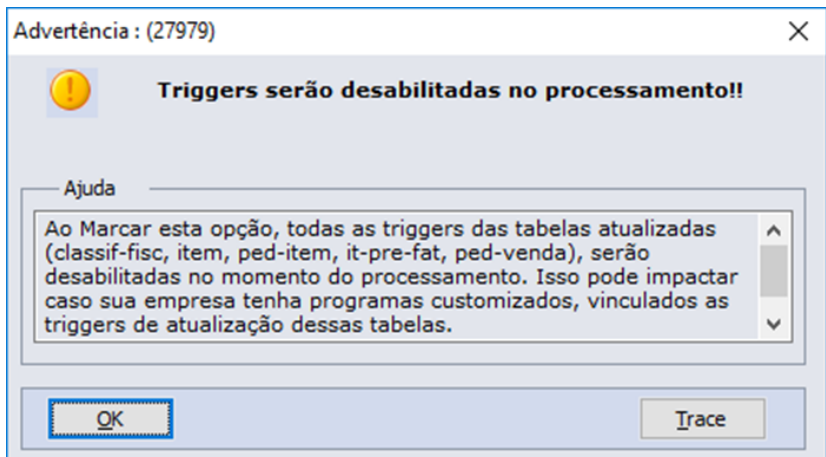 Advertência : (27979)
Triggers serão desabilitadas no processamento!!
Ajuda
Ao Marcar esta opção, todas as triggers das tabelas atualizadas
(classif-fisc, item, ped-item, it-pre-fat, ped-venda), serão
desabilitadas no momento do processamento. Isso pode impactar
caso sua empresa tenha programas customizados, vinculados as
triggers de atualização dessas tabelas.
OK
Trace